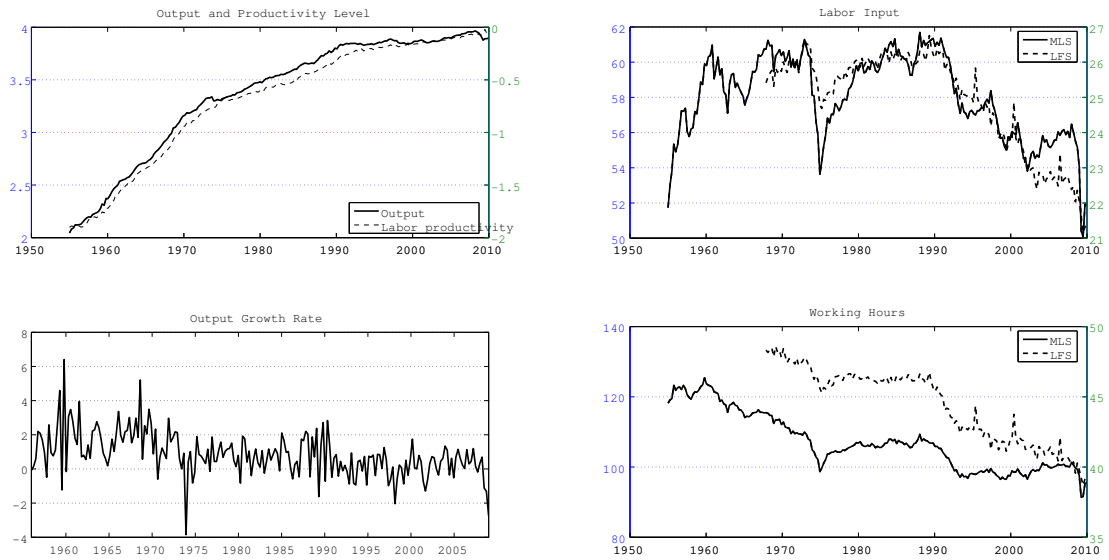 Output and Productivity Level
4
3.5
3
2.5
2
0
−0.5
−1
−1.5
−2
1950 1960 1970 1980 1990 2000 2010
Output
Labor productivity
Labor Input
62
60
58
56
54
52
50
27
26
25
24
23
22
21
1950 1960 1970 1980 1990 2000 2010
MLS
LFS
Output Growth Rate
8
6
4
2
0
−2
−4
1960 1965 1970 1975 1980 1985 1990 1995 2000 2005
Working Hours
140
120
100
80
50
45
40
35
1950 1960 1970 1980 1990 2000 2010
MLS
LFS